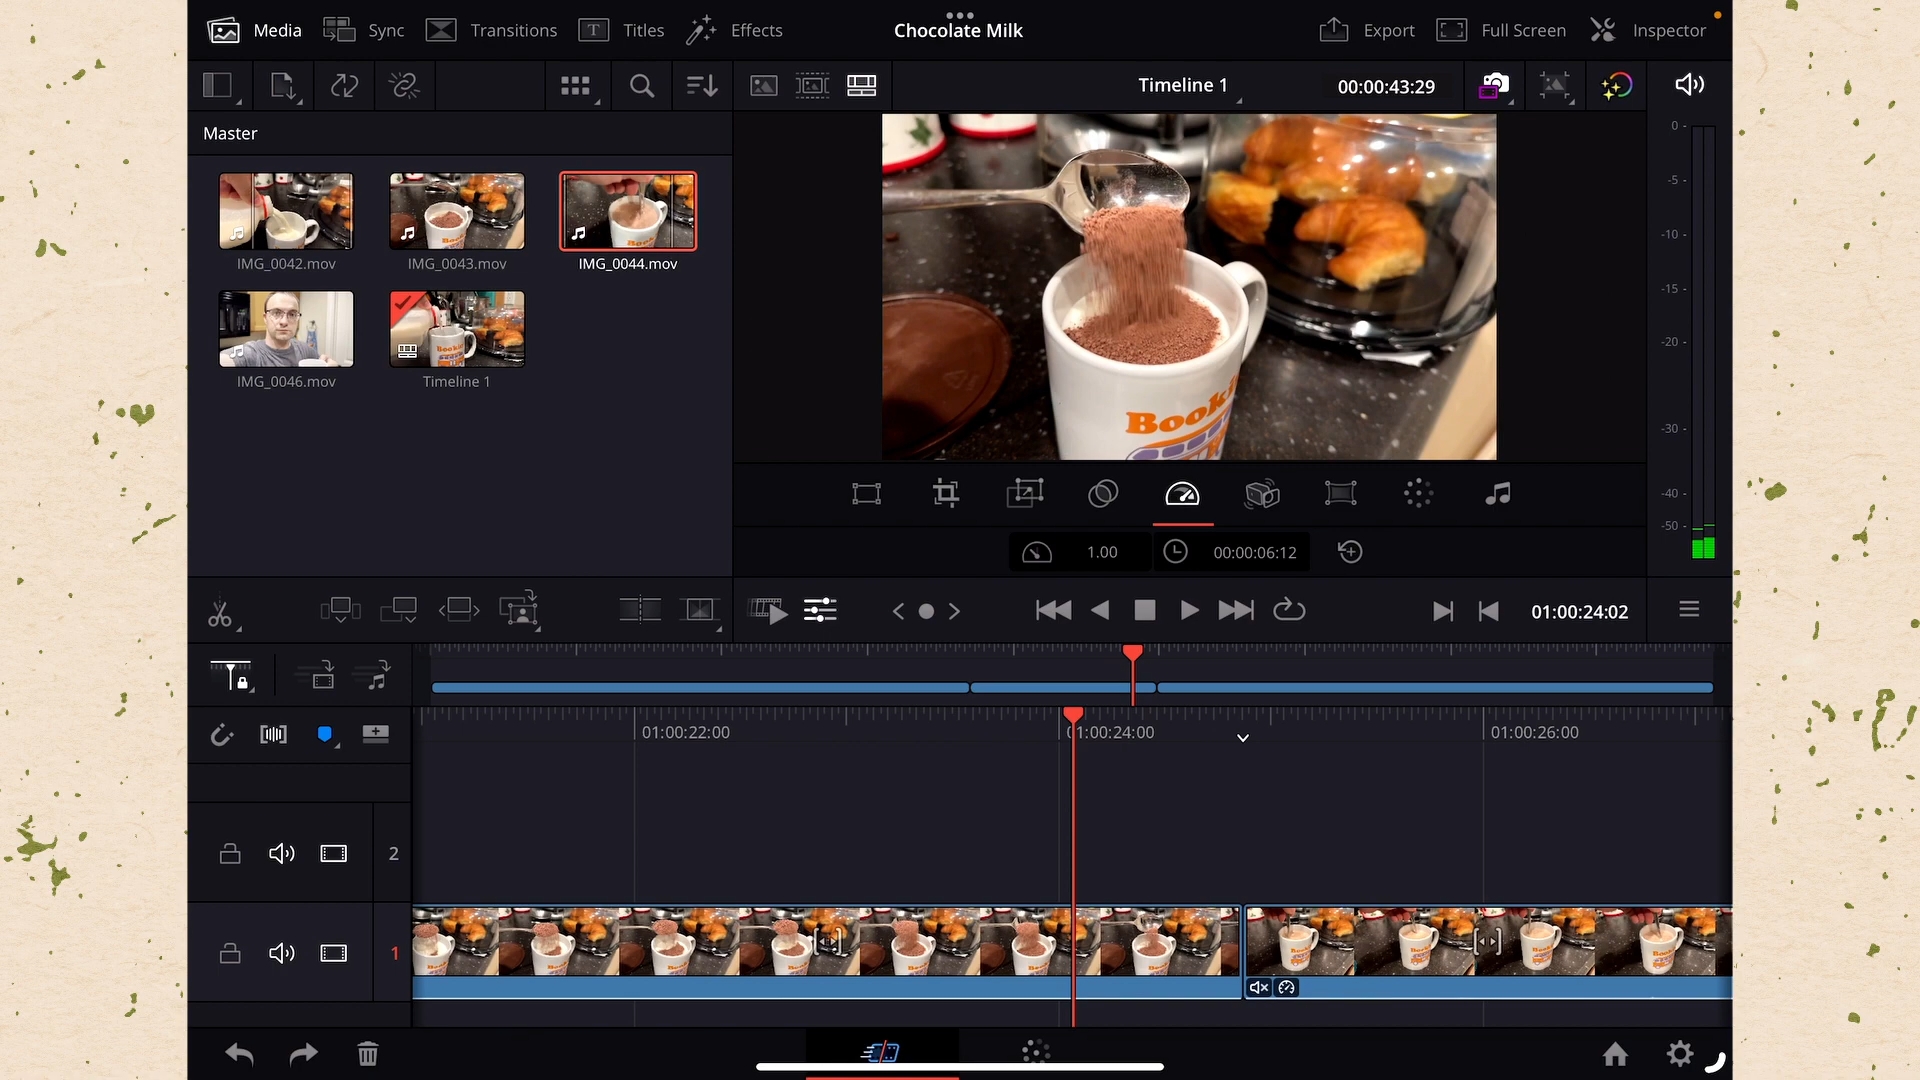 Media
Sync
Transitions
Titles
Effects
Chocolate Milk
Export
Full Screen
Inspector
Timeline 1
00:00:43:29
Master
IMG_0042.mov
IMG_0043.mov
IMG_0044.mov
IMG_0046.mov
Timeline 1
Booki
0
-5
-10
-15
-20
-30
-40
-50
1.00
00:00:06:12
01:00:24:02
01:00:22:00
01:00:24:00
01:00:26:00
2
1